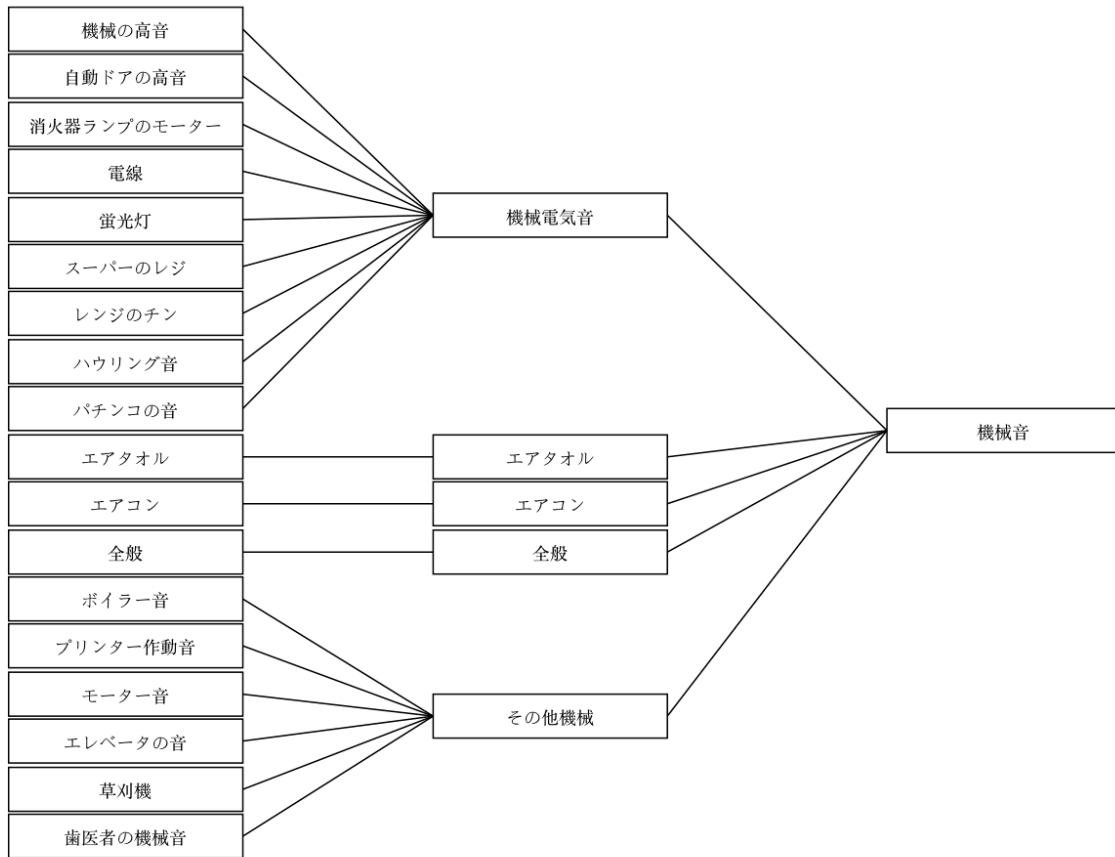 機械の高音
自動ドアの高音
消火器ランプのモーター
電線
蛍光灯
スーパーのレジ
レンジのチン
ハウリング音
パチンコの音
エアタオル
エアコン
全般
ボイラー音
プリンター作動音
モーター音
エレベータの音
草刈機
歯医者の機械音
機械電気音
エアタオル
エアコン
全般
その他機械
機械音